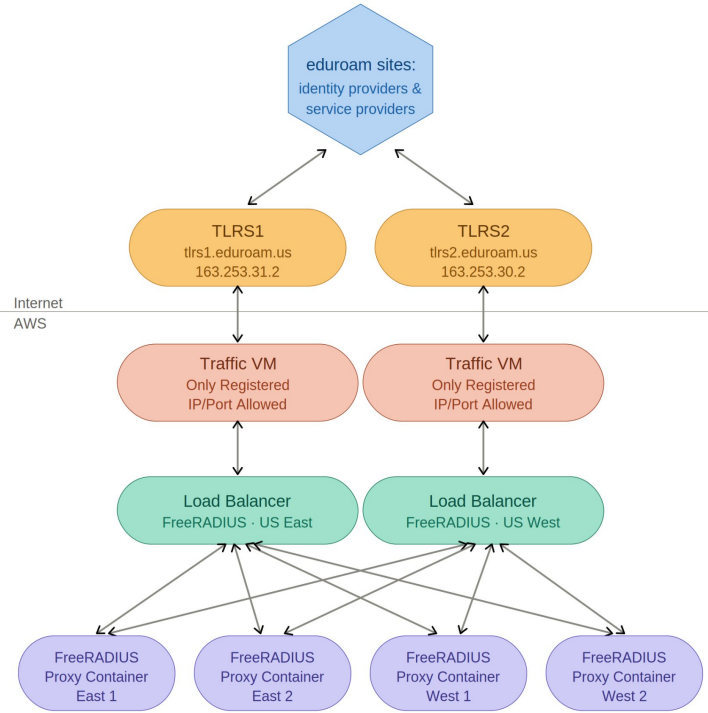 eduroam sites:
identity providers &
service providers
TLRS1
tlrs1.eduroam.us
163.253.31.2
TLRS2
tlrs2.eduroam.us
163.253.30.2
Internet
AWS
Traffic VM
Only Registered
IP/Port Allowed
Traffic VM
Only Registered
IP/Port Allowed
Load Balancer
FreeRADIUS · US East
Load Balancer
FreeRADIUS · US West
FreeRADIUS
Proxy Container
East 1
FreeRADIUS
Proxy Container
East 2
FreeRADIUS
Proxy Container
West 1
FreeRADIUS
Proxy Container
West 2